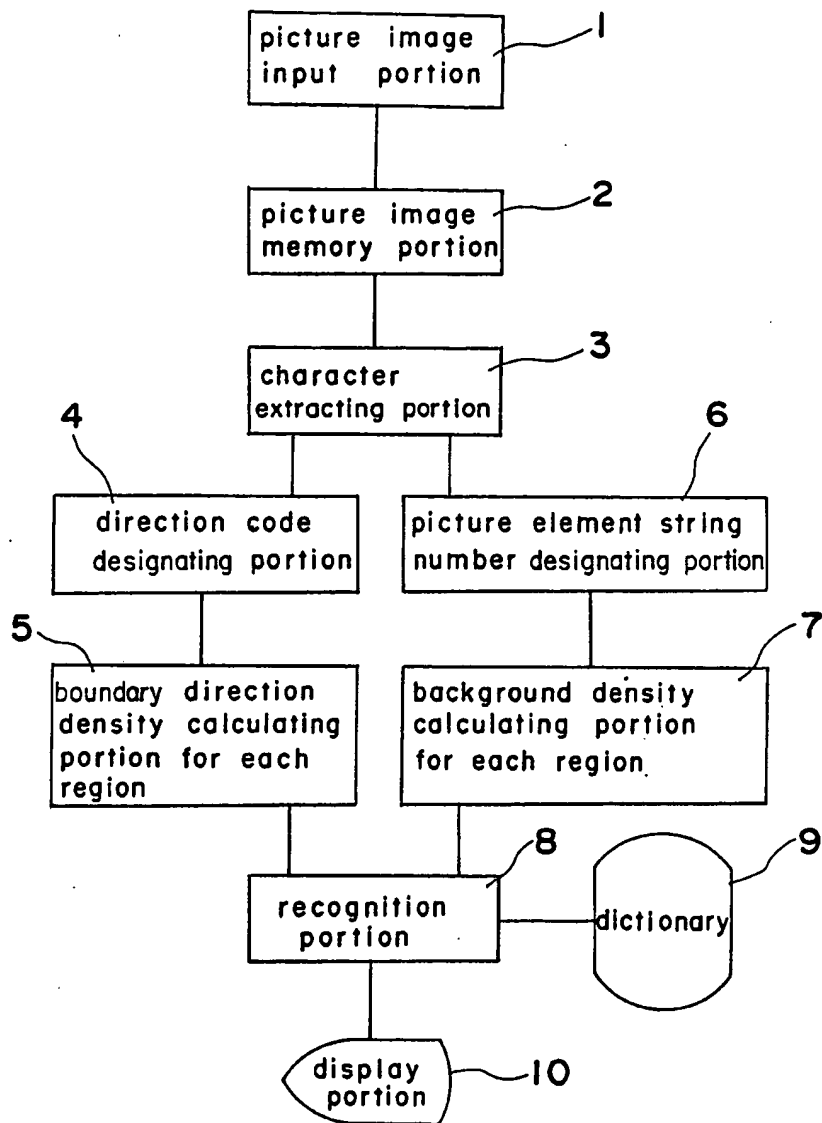 1
picture image
input portion
2
picture image
memory portion
3
character
extracting portion
4
direction code
designating portion
6
picture element string
number designating portion
5
boundary direction
density calculating
portion for each
region
7
background density
calculating portion
for each region
8
recognition
portion
9
dictionary
display
portion
10